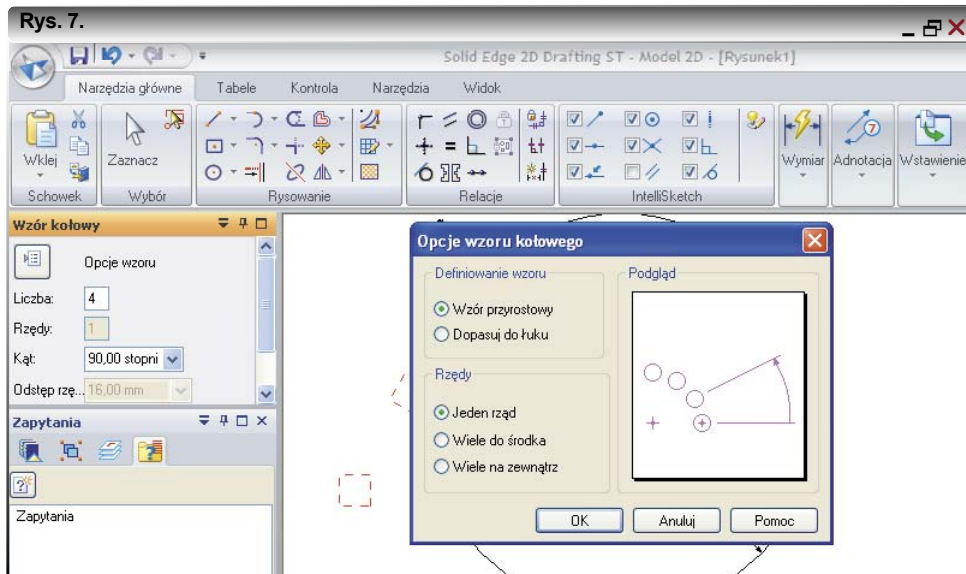 Rys. 7.
Solid Edge 2D Drafting ST - Model 2D - [Rysunek1]
Narzędzia główne Tabele Kontrola Narzędzia Widok
Wklej
Zaznacz
Wymiar Adnotacja Wstawienie
Schowek Wybór Rysowanie Relacje IntelliSketch
Wzór kołowy
Opcje wzoru
Liczba: 4
Rzędy: 1
Kąt: 90,00 stopni
Odstęp rzę... 16,00 mm
Zapytania
Zapytania
Opcje wzoru kołowego
Definiowanie wzoru
Wzór przyrostowy
Dopasuj do łuku
Rzędy
Jeden rząd
Wiele do środka
Wiele na zewnątrz
Podgląd
OK Anuluj Pomoc